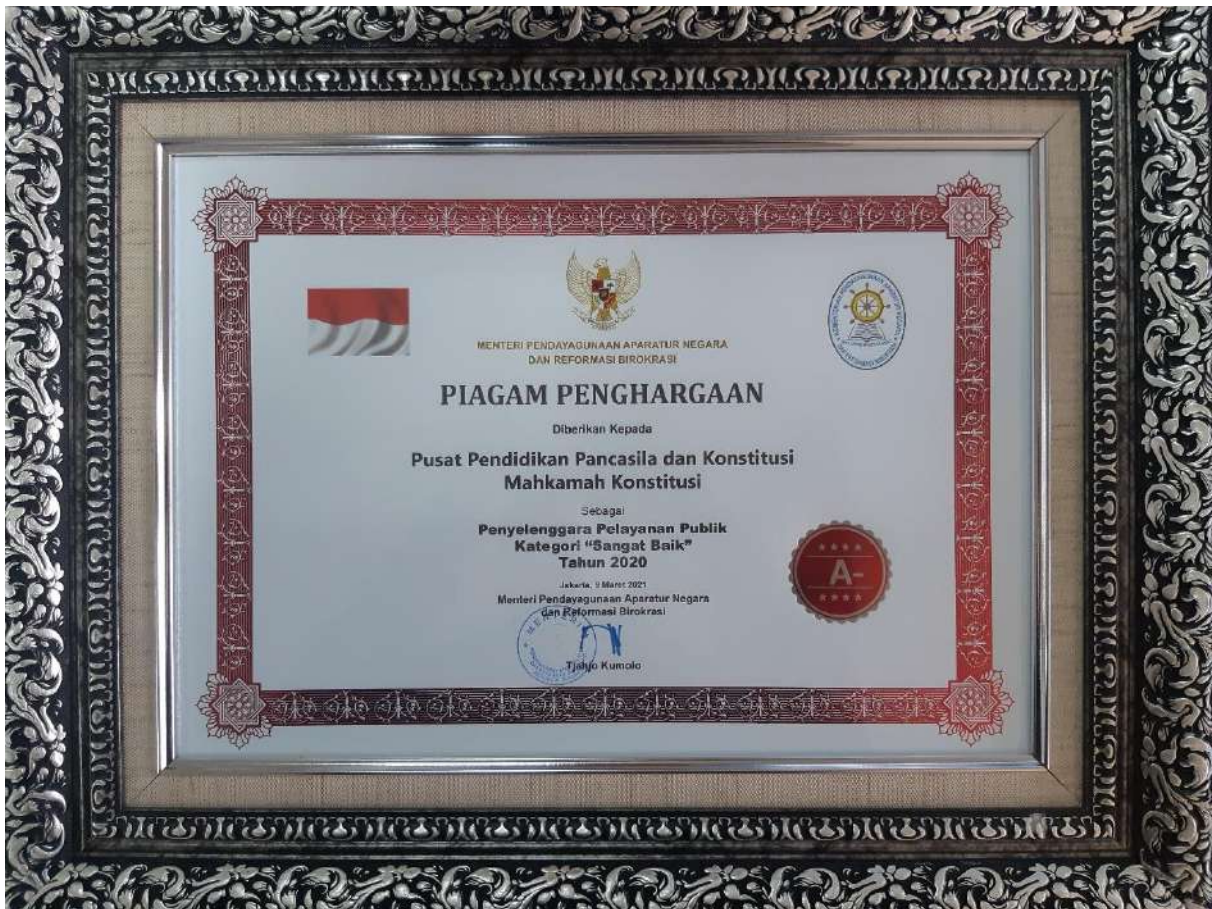 MENTERI PENDAYAGUNAAN APARATUR NEGARA
DAN REFORMASI BIROKRASI
PIAGAM PENGHARGAAN
Diberikan Kepada
Pusat Pendidikan Pancasila dan Konstitusi
Mahkamah Konstitusi
Sebagai
Penyelenggara Pelayanan Publik
Kategori “Sangat Baik”
Tahun 2020
A-
Jakarta, 9 Maret 2021
Menteri Pendayagunaan Aparatur Negara
dan Reformasi Birokrasi
MENTERI
Tjahjo Kumolo